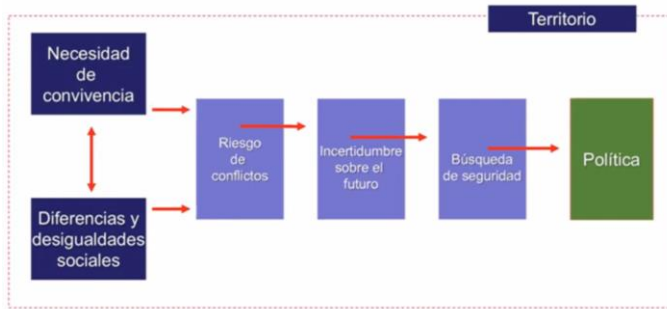 Territorio
Necesidad
de
convivencia
Diferencias y
desigualdades
sociales
Riesgo
de
conflictos
Incertidumbre
sobre el
futuro
Búsqueda
de seguridad
Política